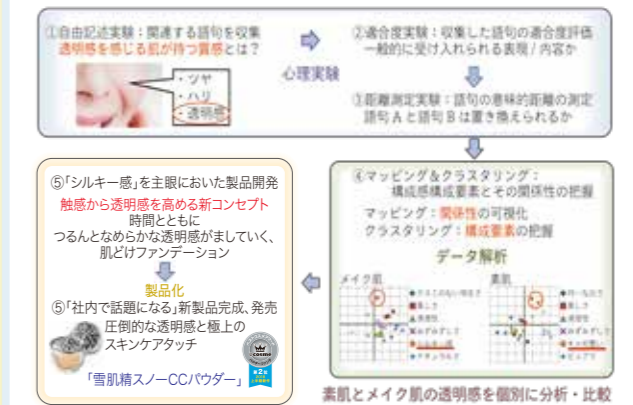 ①自由記述実験：関連する語句を収集
透明感を感じる肌が持つ質感とは？
・ツヤ
・ハリ
・透明感
心理実験
②適合度実験：収集した語句の適合度評価
一般的に受け入れられる表現/内容か
③距離測定実験：語句の意味的距離の測定
語句Aと語句Bは置き換えられるか
④マッピング&クラスタリング：
構成感構成要素とその関係性の把握
マッピング：関係性の可視化
クラスタリング：構成要素の把握
データ解析
メイク肌
素肌
素肌とメイク肌の透明感を個別に分析・比較
⑤「シルキー感」を主眼においた製品開発
触感から透明感を高める新コンセプト
時間とともに
つるんとなめらかな透明感がましていく、
肌どけファンデーション
製品化
⑤「社内で話題になる」新製品完成、発売
圧倒的な透明感と極上の
スキンケアタッチ
「雪肌精スノーCCパウダー」